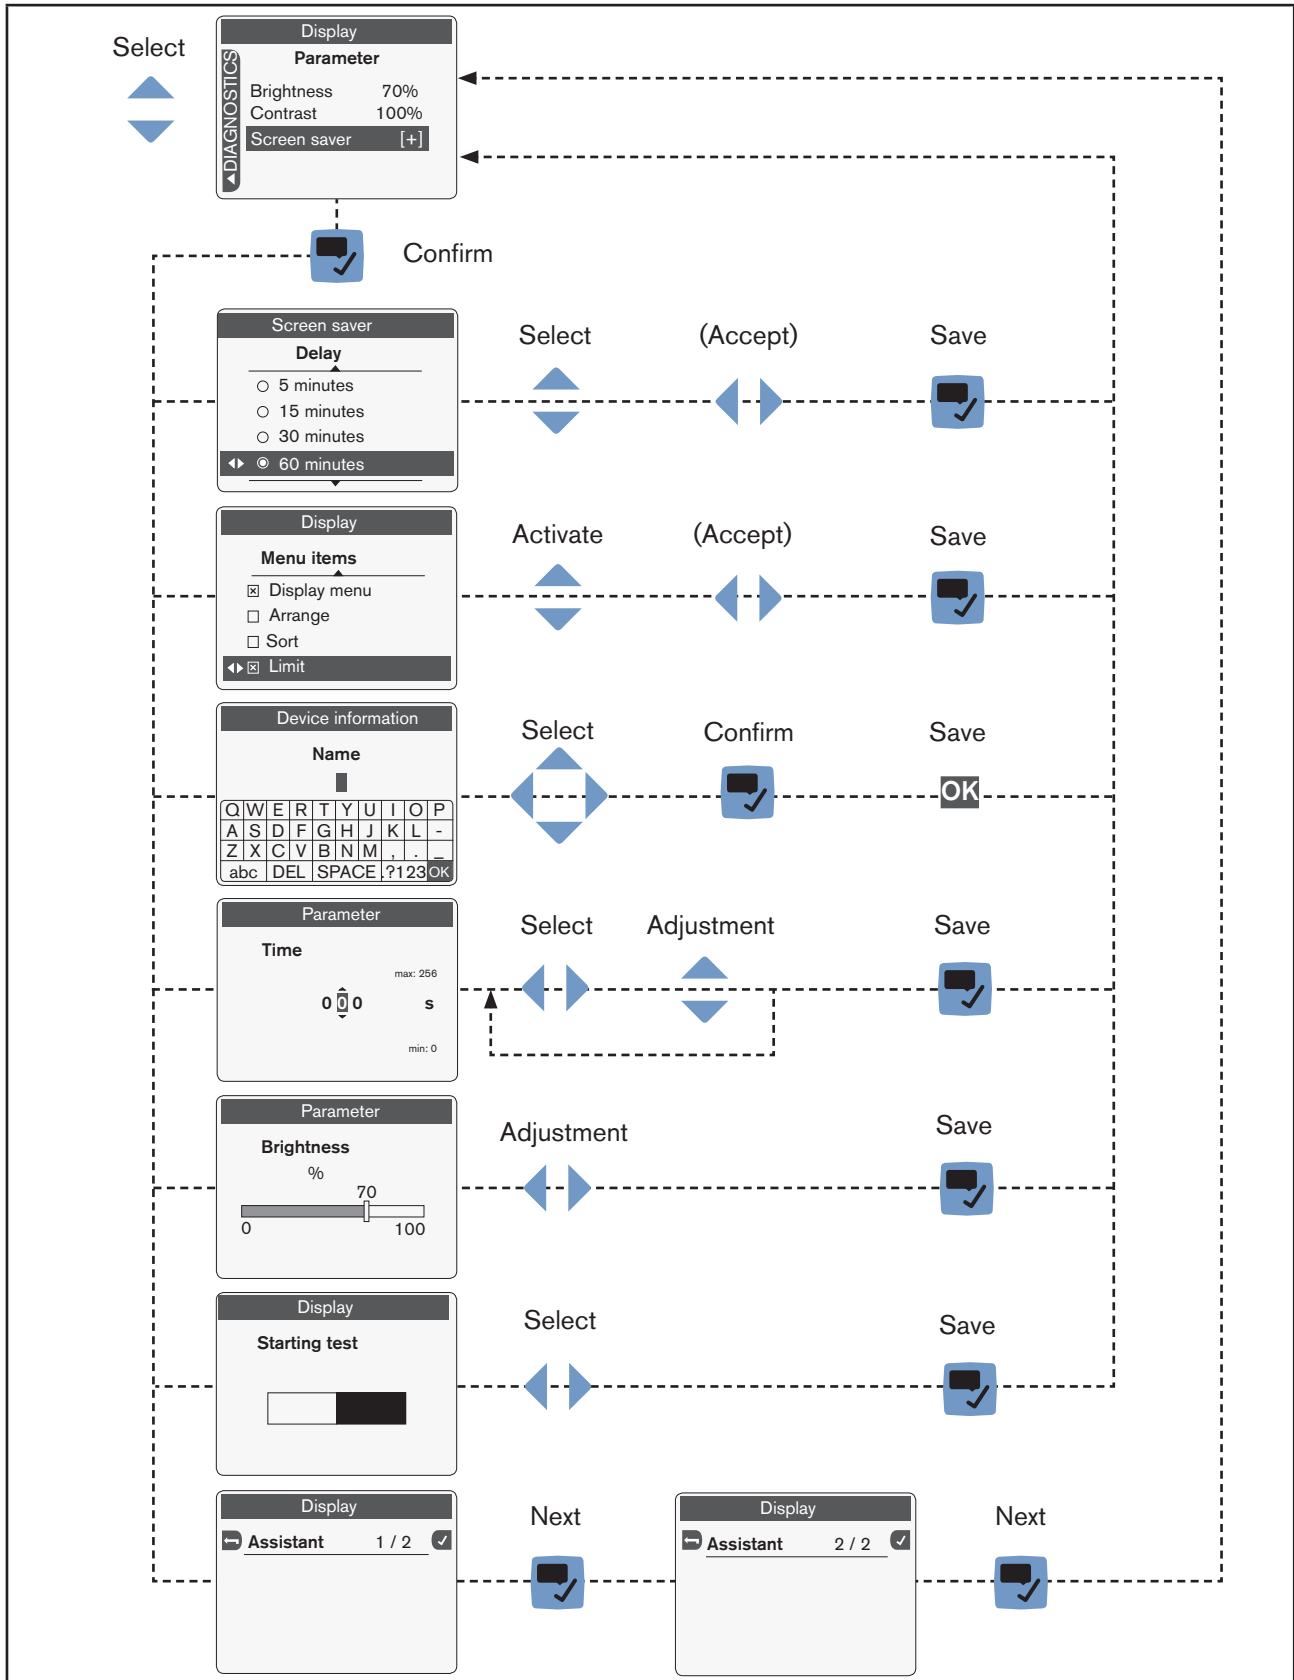 Display
Select
Parameter
DIAGNOSTICS
Brightness 70%
Contrast 100%
Screen saver [+]
Confirm
Screen saver
Delay
5 minutes
15 minutes
30 minutes
60 minutes
Select (Accept) Save
Display
Menu items
Display menu
Arrange
Sort
Limit
Activate (Accept) Save
Device information
Name
Q W E R T Y U I O P
A S D F G H J K L -
Z X C V B N M , . _
abc DEL SPACE .?123 OK
Select Confirm Save
OK
Parameter
Time
max: 256
0 0 0 s
min: 0
Select Adjustment Save
Parameter
Brightness
%
70
0 100
Adjustment Save
Display
Starting test
Select Save
Display
Assistant 1 / 2
Next
Display
Assistant 2 / 2
Next